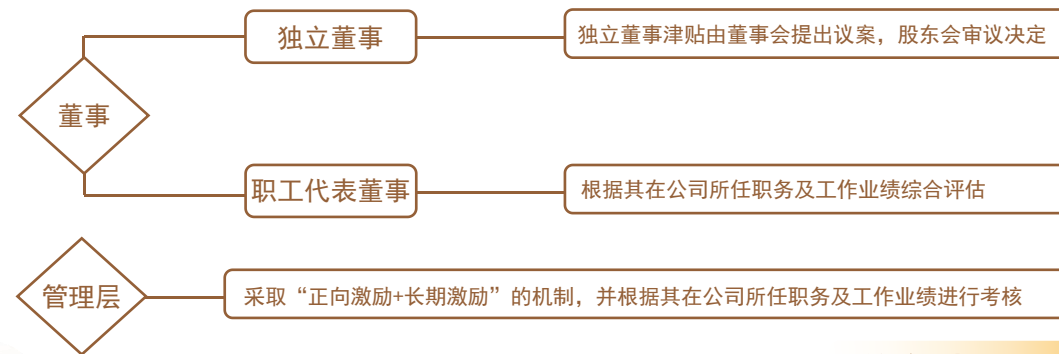 独立董事
独立董事津贴由董事会提出议案，股东会审议决定
董事
职工代表董事
根据其在公司所任职务及工作业绩综合评估
管理层
采取“正向激励+长期激励”的机制，并根据其在公司所任职务及工作业绩进行考核